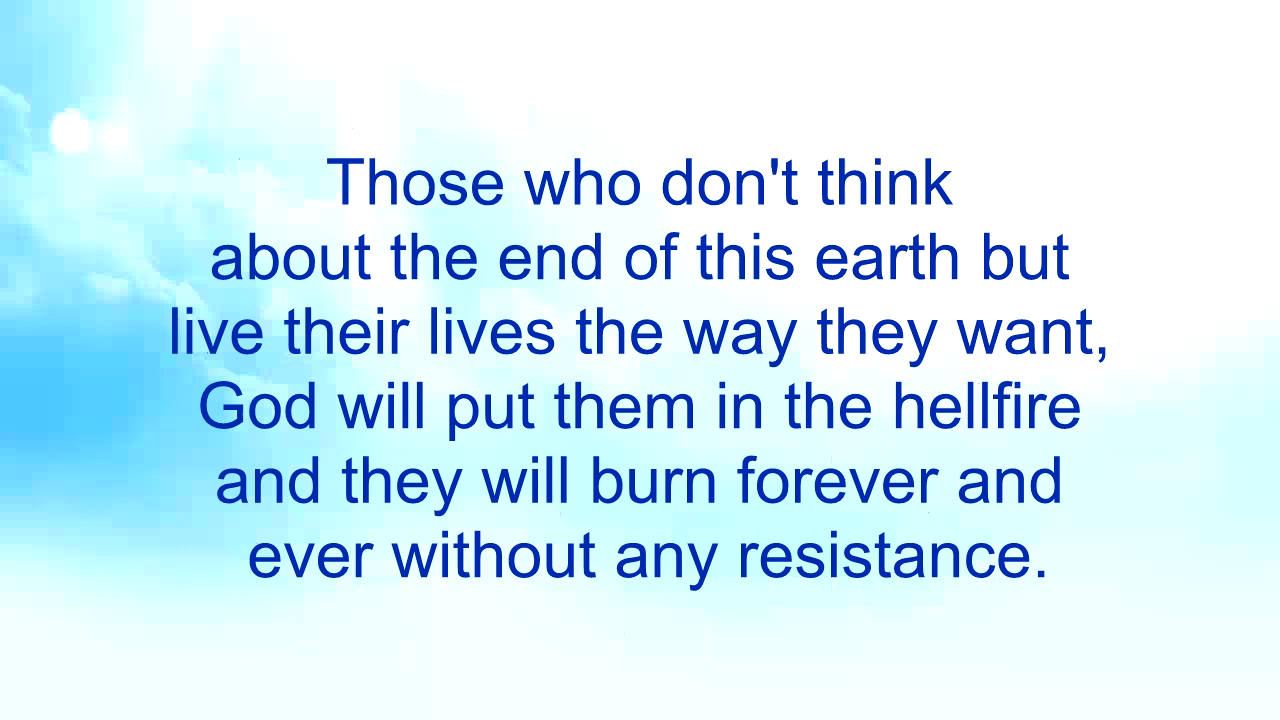 Those who don't think
about the end of this earth but
live their lives the way they want,
God will put them in the hellfire
and they will burn forever and
ever without any resistance.